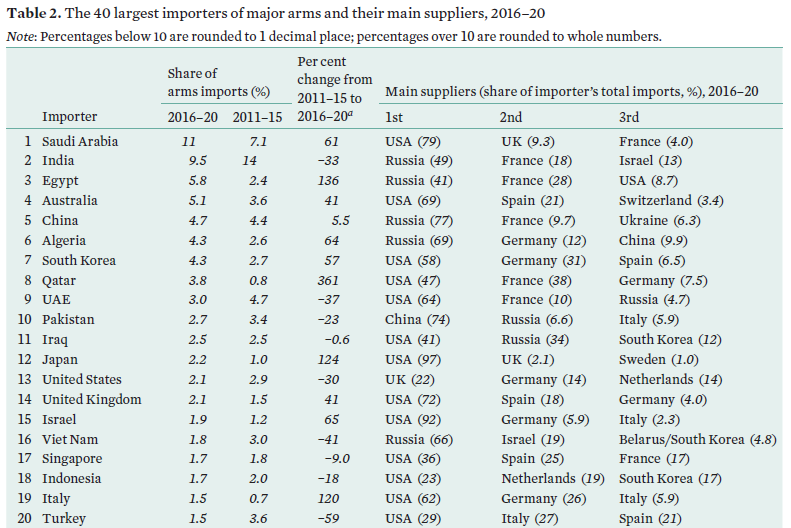 Table 2. The 40 largest importers of major arms and their main suppliers, 2016–20
Note: Percentages below 10 are rounded to 1 decimal place; percentages over 10 are rounded to whole numbers.
Per cent
Share of change from
arms imports (%) 2011–15 to Main suppliers (share of importer’s total imports, %), 2016–20
Importer 2016–20 2011–15 2016–20a 1st 2nd 3rd
1 Saudi Arabia 11 7.1 61 USA (79) UK (9.3) France (4.0)
2 India 9.5 14 –33 Russia (49) France (18) Israel (13)
3 Egypt 5.8 2.4 136 Russia (41) France (28) USA (8.7)
4 Australia 5.1 3.6 41 USA (69) Spain (21) Switzerland (3.4)
5 China 4.7 4.4 5.5 Russia (77) France (9.7) Ukraine (6.3)
6 Algeria 4.3 2.6 64 Russia (69) Germany (12) China (9.9)
7 South Korea 4.3 2.7 57 USA (58) Germany (31) Spain (6.5)
8 Qatar 3.8 0.8 361 USA (47) France (38) Germany (7.5)
9 UAE 3.0 4.7 –37 USA (64) France (10) Russia (4.7)
10 Pakistan 2.7 3.4 –23 China (74) Russia (6.6) Italy (5.9)
11 Iraq 2.5 2.5 –0.6 USA (41) Russia (34) South Korea (12)
12 Japan 2.2 1.0 124 USA (97) UK (2.1) Sweden (1.0)
13 United States 2.1 2.9 –30 UK (22) Germany (14) Netherlands (14)
14 United Kingdom 2.1 1.5 41 USA (72) Spain (18) Germany (4.0)
15 Israel 1.9 1.2 65 USA (92) Germany (5.9) Italy (2.3)
16 Viet Nam 1.8 3.0 –41 Russia (66) Israel (19) Belarus/South Korea (4.8)
17 Singapore 1.7 1.8 –9.0 USA (36) Spain (25) France (17)
18 Indonesia 1.7 2.0 –18 USA (23) Netherlands (19) South Korea (17)
19 Italy 1.5 0.7 120 USA (62) Germany (26) Italy (5.9)
20 Turkey 1.5 3.6 –59 USA (29) Italy (27) Spain (21)